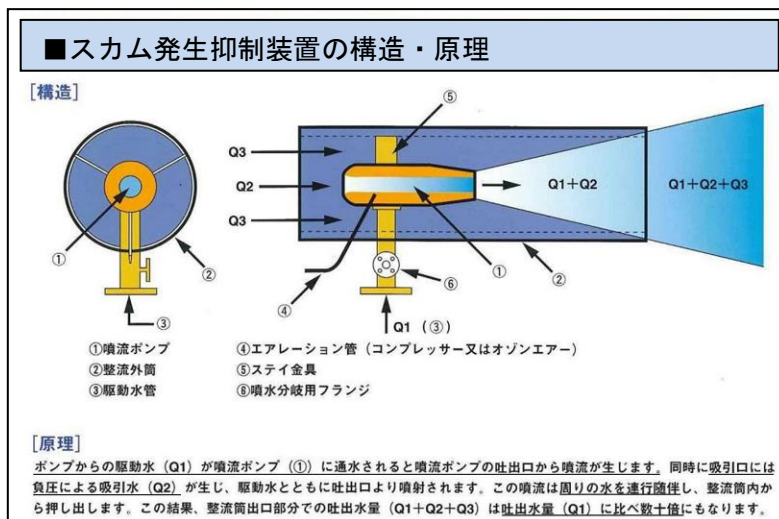 ■スカム発生抑制装置の構造・原理
[構造]
⑤
Q3
Q2
Q3
Q1+Q2
Q1+Q2+Q3
①
②
③
④
①
②
⑥
Q1 (③)
①噴流ポンプ
②整流外筒
③駆動水管
④エアレーション管（コンプレッサー又はオゾンエアー）
⑤ステイ金具
⑥噴水分岐用フランジ
[原理]
ポンプからの駆動水（Q1）が噴流ポンプ（①）に通水されると噴流ポンプの吐出口から噴流が生じます。同時に吸引口には
負圧による吸引水（Q2）が生じ、駆動水とともに吐出口より噴射されます。この噴流は周りの水を連行随伴し、整流筒内か
ら押し出します。この結果、整流筒出口部分での吐出水量（Q1+Q2+Q3）は吐出水量（Q1）に比べ数十倍にもなります。